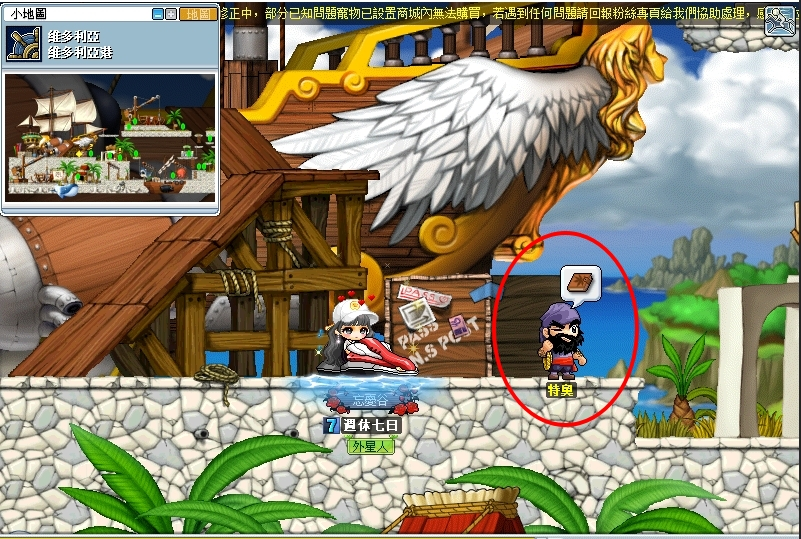 小地圖
地圖
修正中，部分已知問題寵物已設置商城內無法購買，若遇到任何問題請回報粉絲專頁給我們協助處理，
維多利亞
維多利亞港
PASS
PASS
特奧
忘憂谷
7 週休七日
外星人